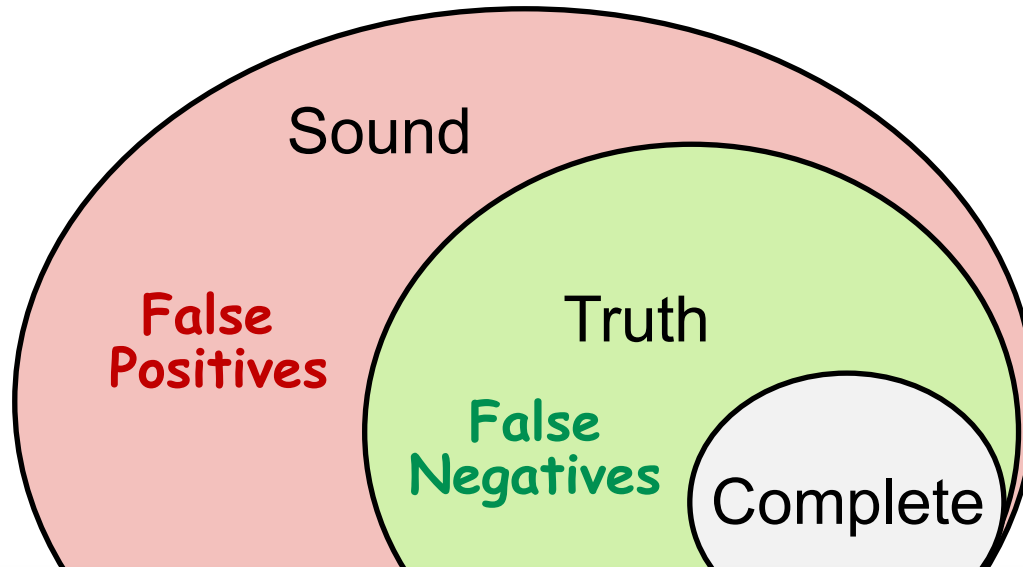 Sound
False
Positives
Truth
False
Negatives
Complete